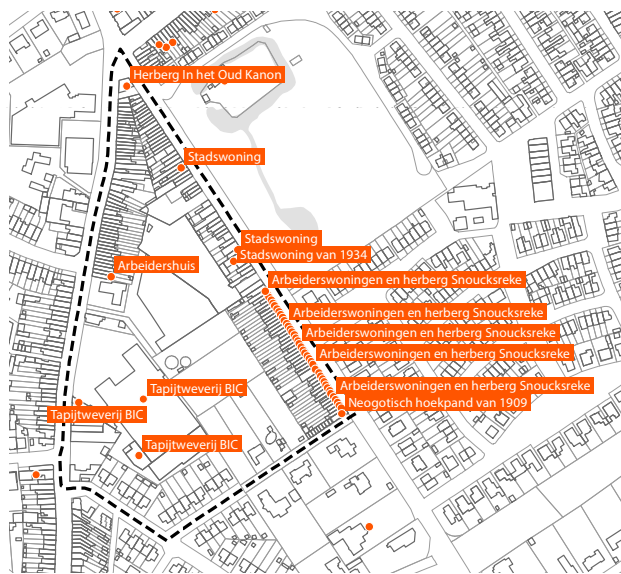 Herberg In het Oud Kanon
Stadswoning
Stadswoning
Stadswoning van 1934
Arbeidershuis
Arbeiderswoningen en herberg Snoucksreke
Arbeiderswoningen en herberg Snoucksreke
Arbeiderswoningen en herberg Snoucksreke
Arbeiderswoningen en herberg Snoucksreke
Arbeiderswoningen en herberg Snoucksreke
Tapijtweverij BIC
Neogotisch hoekpand van 1909
Tapijtweverij BIC
Tapijtweverij BIC